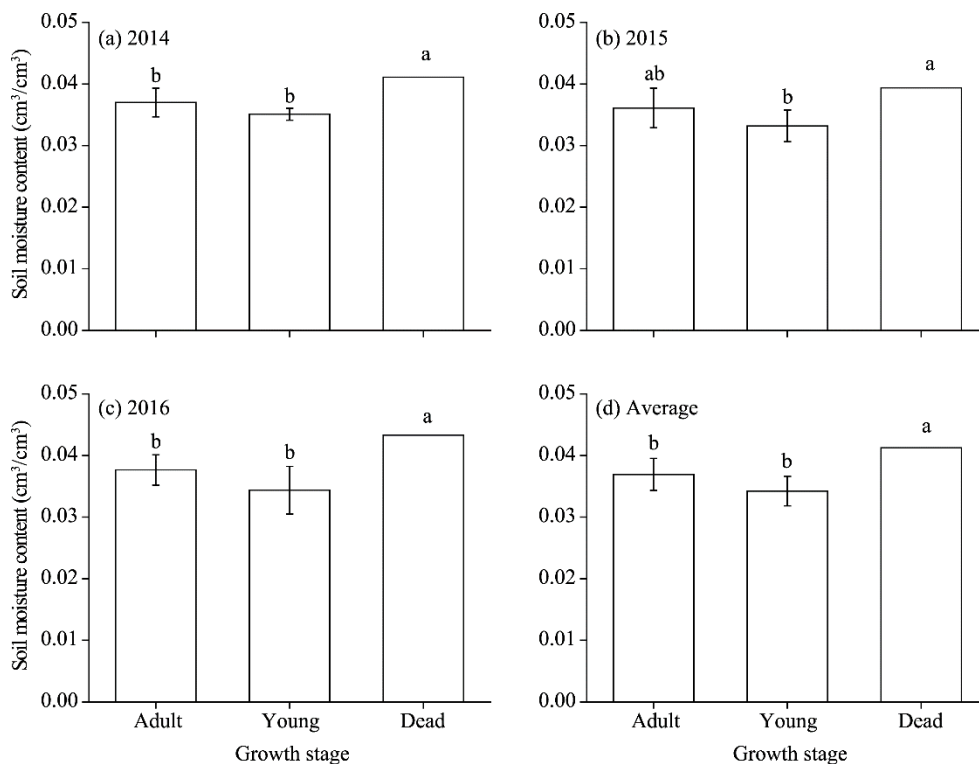 (a) 2014
Soil moisture content (cm³/cm³)
0.05
0.04
0.03
0.02
0.01
0.00
b
b
a
(b) 2015
0.05
0.04
0.03
0.02
0.01
0.00
ab
b
a
(c) 2016
Soil moisture content (cm³/cm³)
0.05
0.04
0.03
0.02
0.01
0.00
b
b
a
Adult
Young
Dead
Growth stage
(d) Average
0.05
0.04
0.03
0.02
0.01
0.00
b
b
a
Adult
Young
Dead
Growth stage